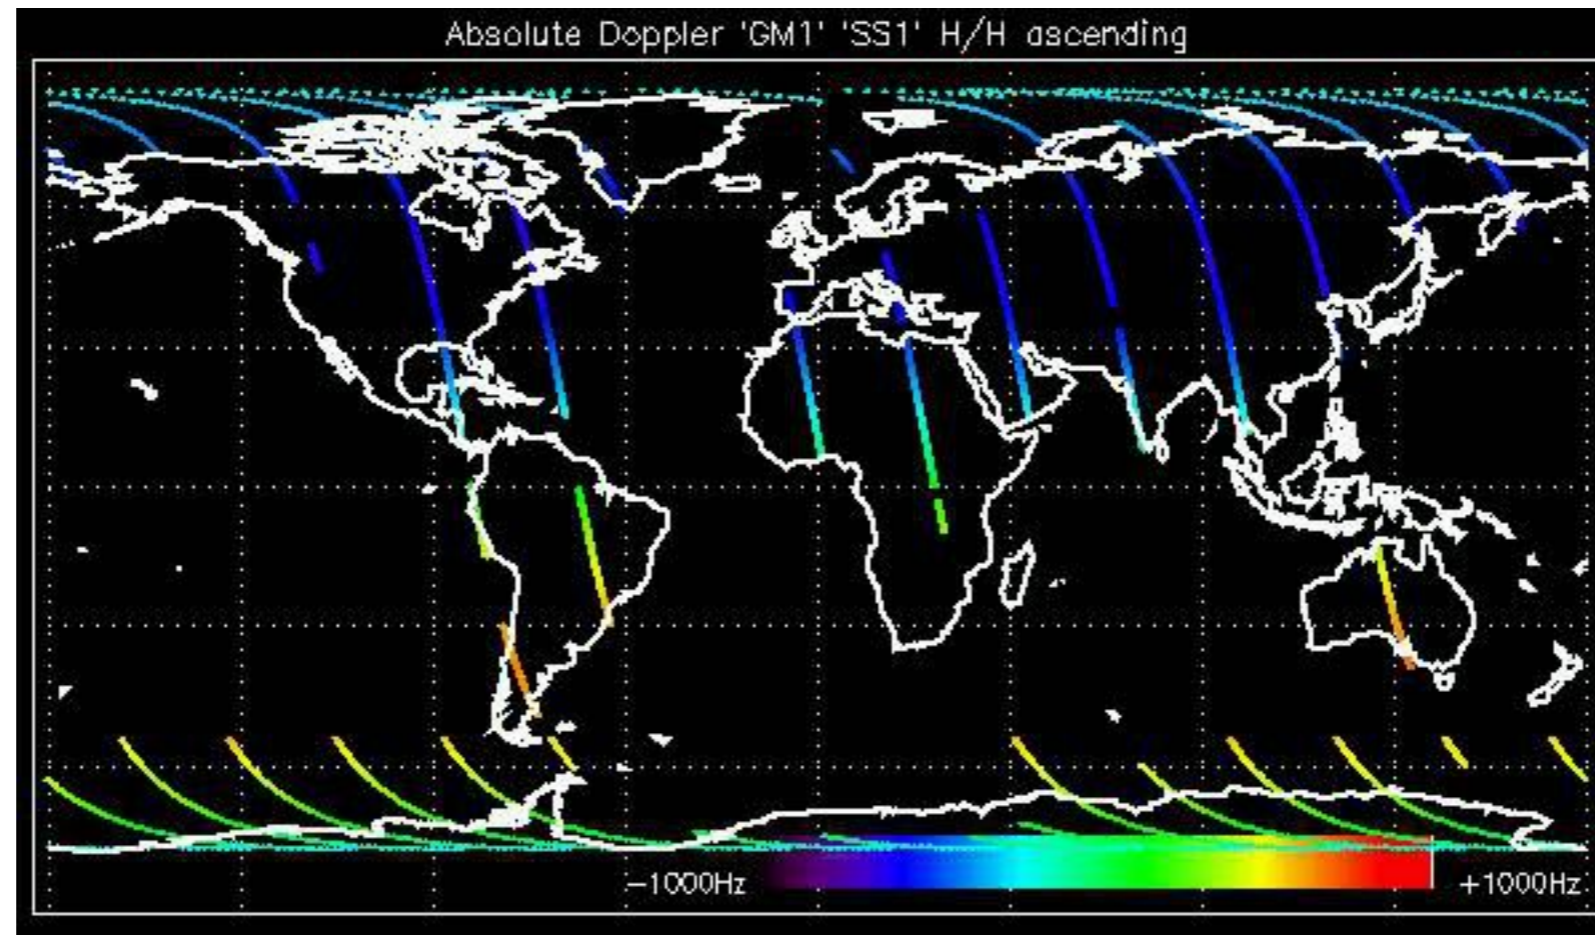 Absolute Doppler 'GM1' 'SS1' H/H ascending
−1000Hz +1000Hz